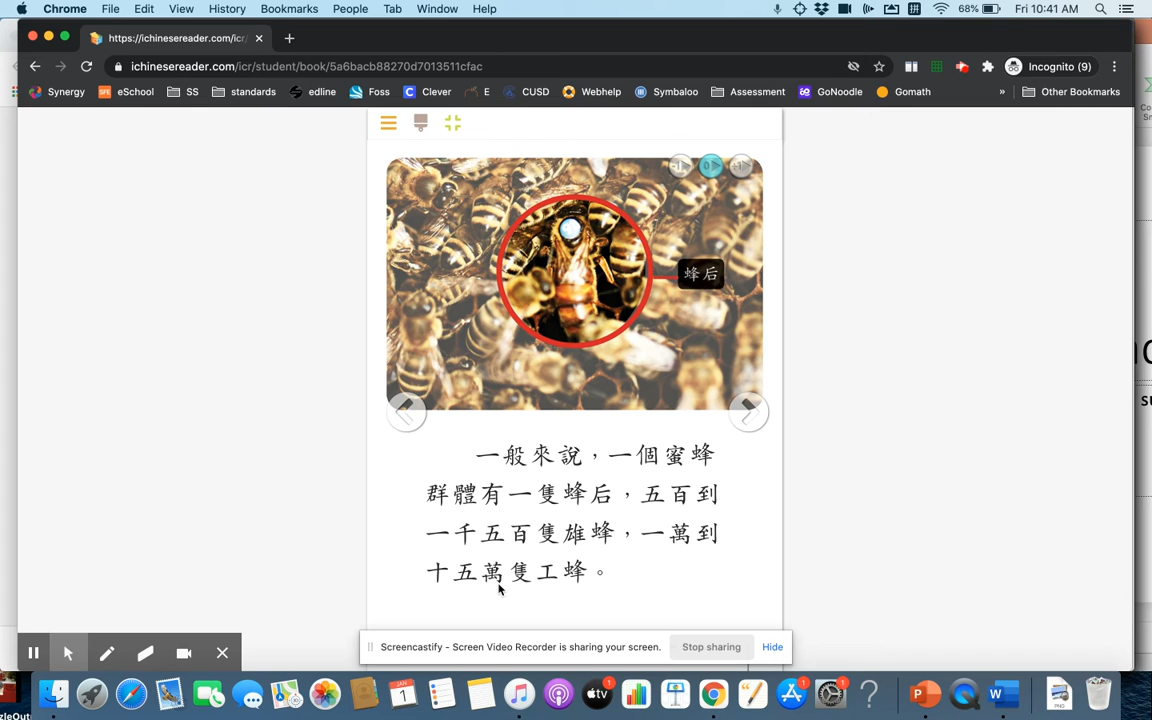 Chrome File Edit View History Bookmarks People Tab Window Help 68% Fri 10:41 AM
https://ichinesereader.com/icr/
ichinesereader.com/icr/student/book/5a6bacb88270d7013511cfac Incognito (9)
Synergy eSchool SS standards edline Foss Clever E CUSD Webhelp Symbaloo Assessment GoNoodle Gomath » Other Bookmarks
蜂后
一般來說，一個蜜蜂
群體有一隻蜂后，五百到
一千五百隻雄蜂，一萬到
十五萬隻工蜂。
Screencastify - Screen Video Recorder is sharing your screen. Stop sharing Hide